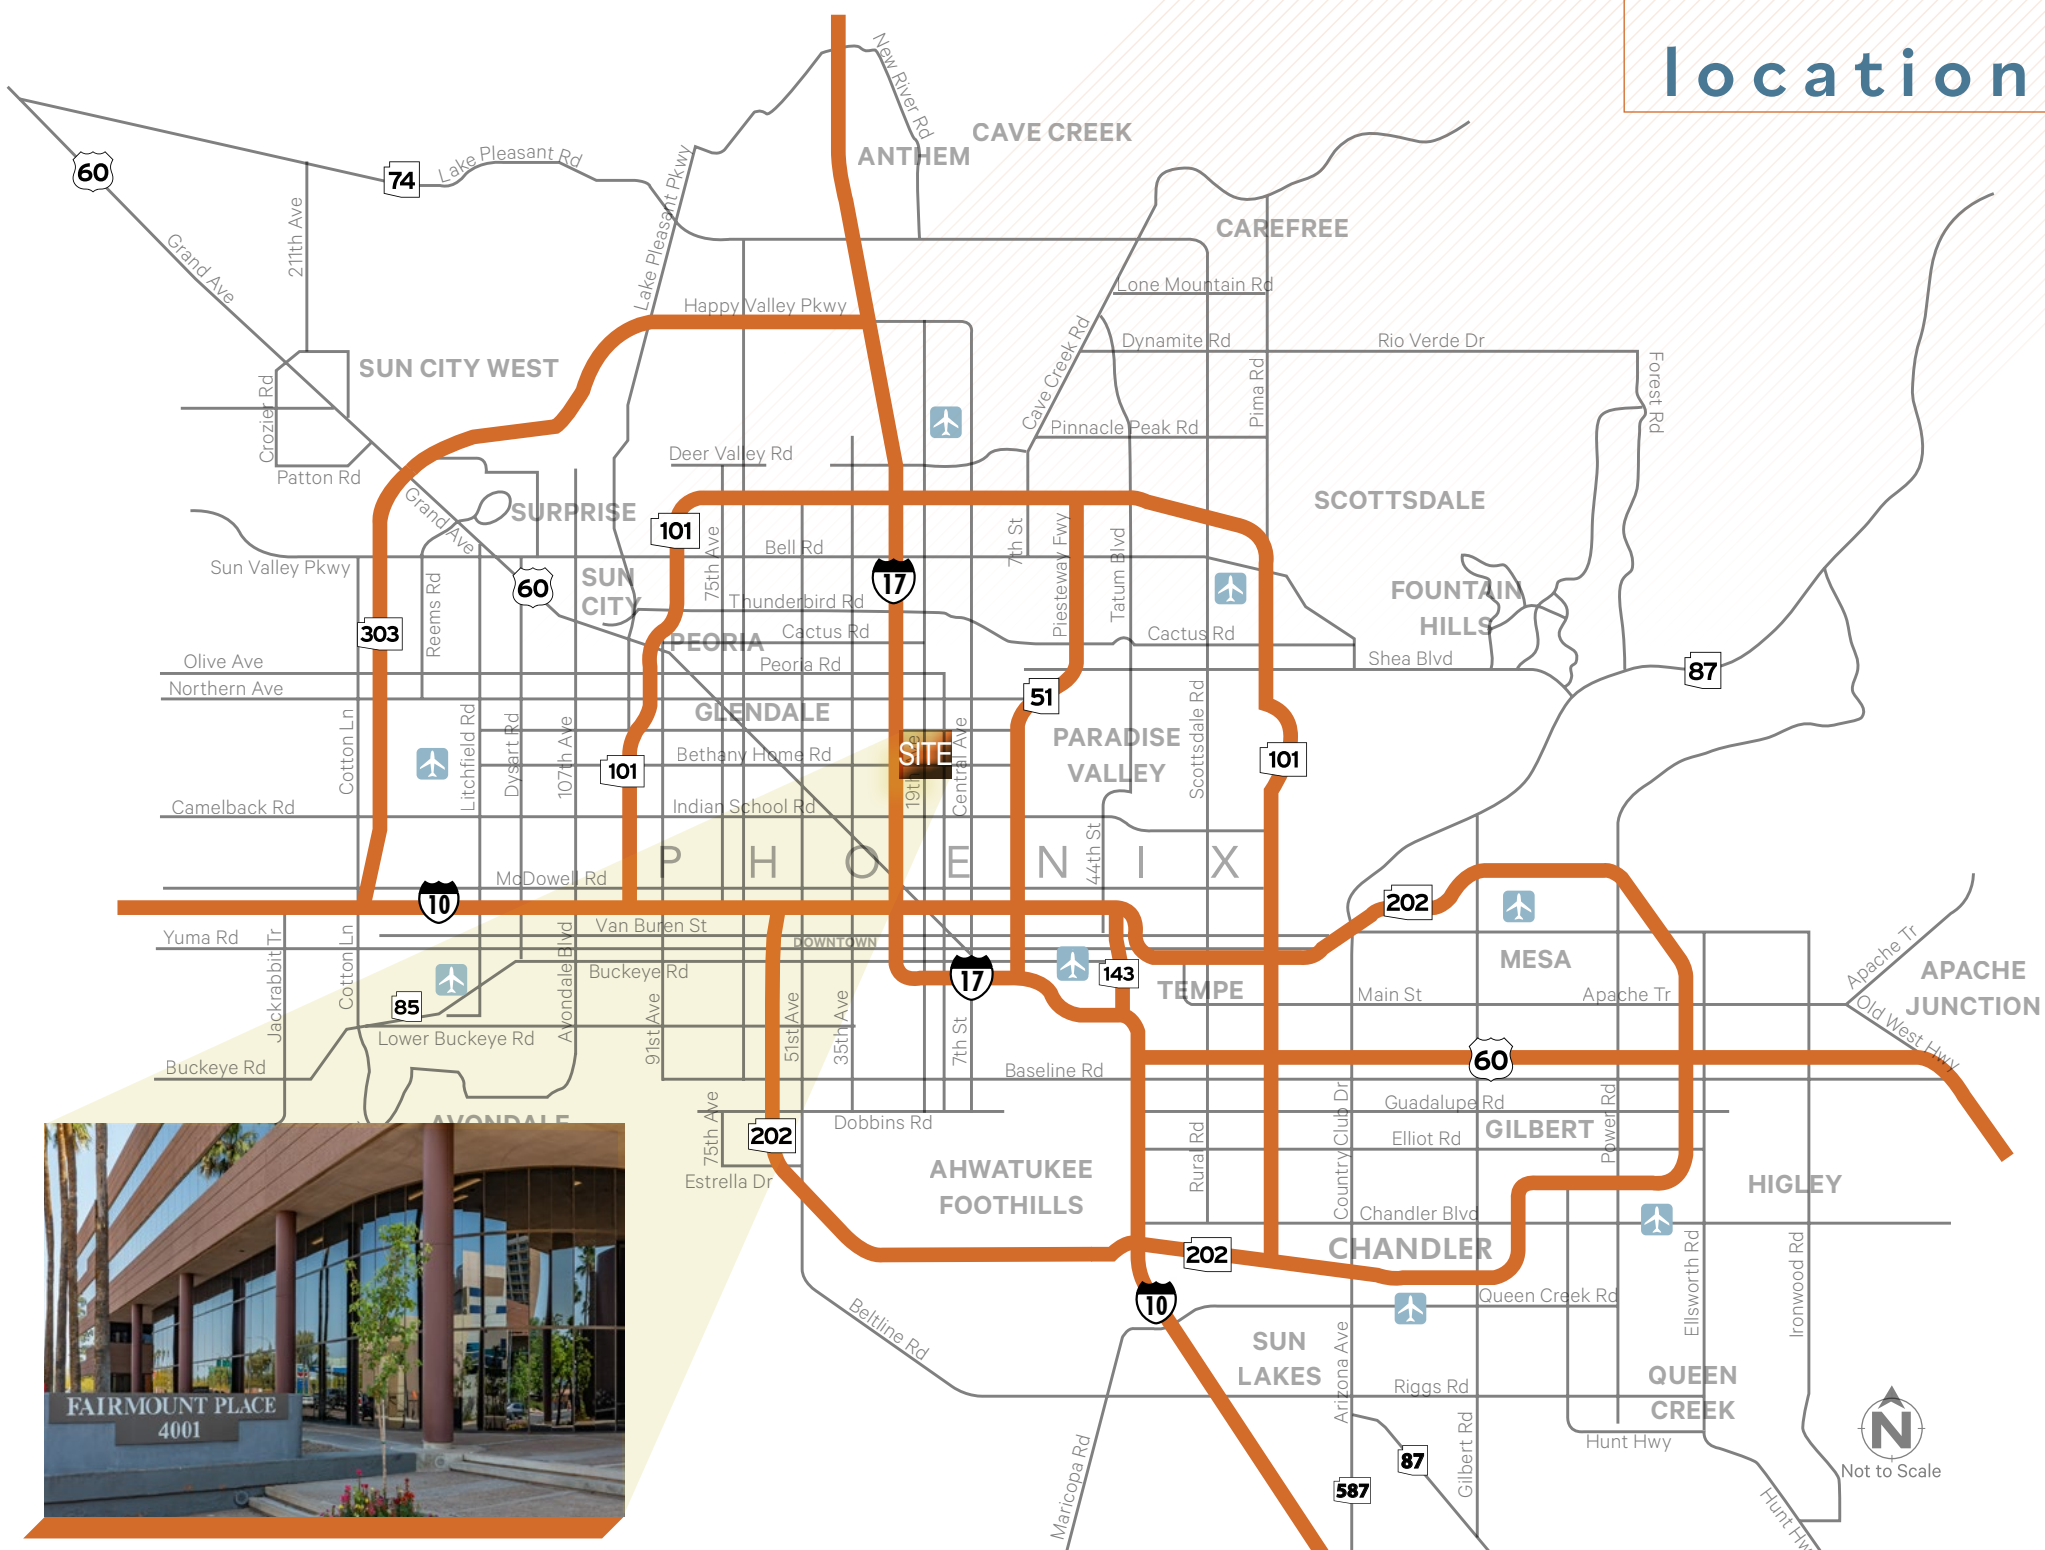 location
New River Rd
CAVE CREEK
ANTHEM
60
74
Lake Pleasant Rd
Lake Pleasant Pkwy
211th Ave
Grand Ave
CAREFREE
Lone Mountain Rd
Happy Valley Pkwy
Cave Creek Rd
Dynamite Rd
Rio Verde Dr
Forest Rd
Pima Rd
SUN CITY WEST
Crozier Rd
Patton Rd
Pinnacle Peak Rd
Deer Valley Rd
Grand Ave
SURPRISE
SCOTTSDALE
101
75th Ave
Bell Rd
7th St
Piesteway Fwy
Tatum Blvd
Sun Valley Pkwy
60
SUN
CITY
17
FOUNTAIN
HILLS
Reems Rd
303
Thunderbird Rd
PEORIA
Cactus Rd
Cactus Rd
Olive Ave
Peoria Rd
Shea Blvd
87
Northern Ave
51
GLENDALE
Cotton Ln
Litchfield Rd
Dysart Rd
107th Ave
Bethany Home Rd
SITE
19th Ave
Central Ave
PARADISE
VALLEY
Scottsdale Rd
101
101
Camelback Rd
Indian School Rd
44th St
PHOENIX
McDowell Rd
10
202
Van Buren St
Yuma Rd
DOWNTOWN
Jackrabbit Tr
Cotton Ln
Avondale Blvd
Buckeye Rd
17
143
MESA
Apache Tr
APACHE
JUNCTION
TEMPE
Main St
Apache Tr
Old West Hwy
85
91st Ave
51st Ave
35th Ave
7th St
Lower Buckeye Rd
Buckeye Rd
Baseline Rd
60
Country Club Dr
Guadalupe Rd
Power Rd
AVONDALE
75th Ave
202
Dobbins Rd
Rural Rd
Elliot Rd
GILBERT
Estrella Dr
AHWATUKEE
FOOTHILLS
HIGLEY
Chandler Blvd
CHANDLER
202
Ellsworth Rd
Ironwood Rd
10
Queen Creek Rd
Beltline Rd
SUN
LAKES
Arizona Ave
Riggs Rd
QUEEN
CREEK
Gilbert Rd
Hunt Hwy
FAIRMOUNT PLACE
4001
Maricopa Rd
87
587
N
Not to Scale
Hunt Hwy